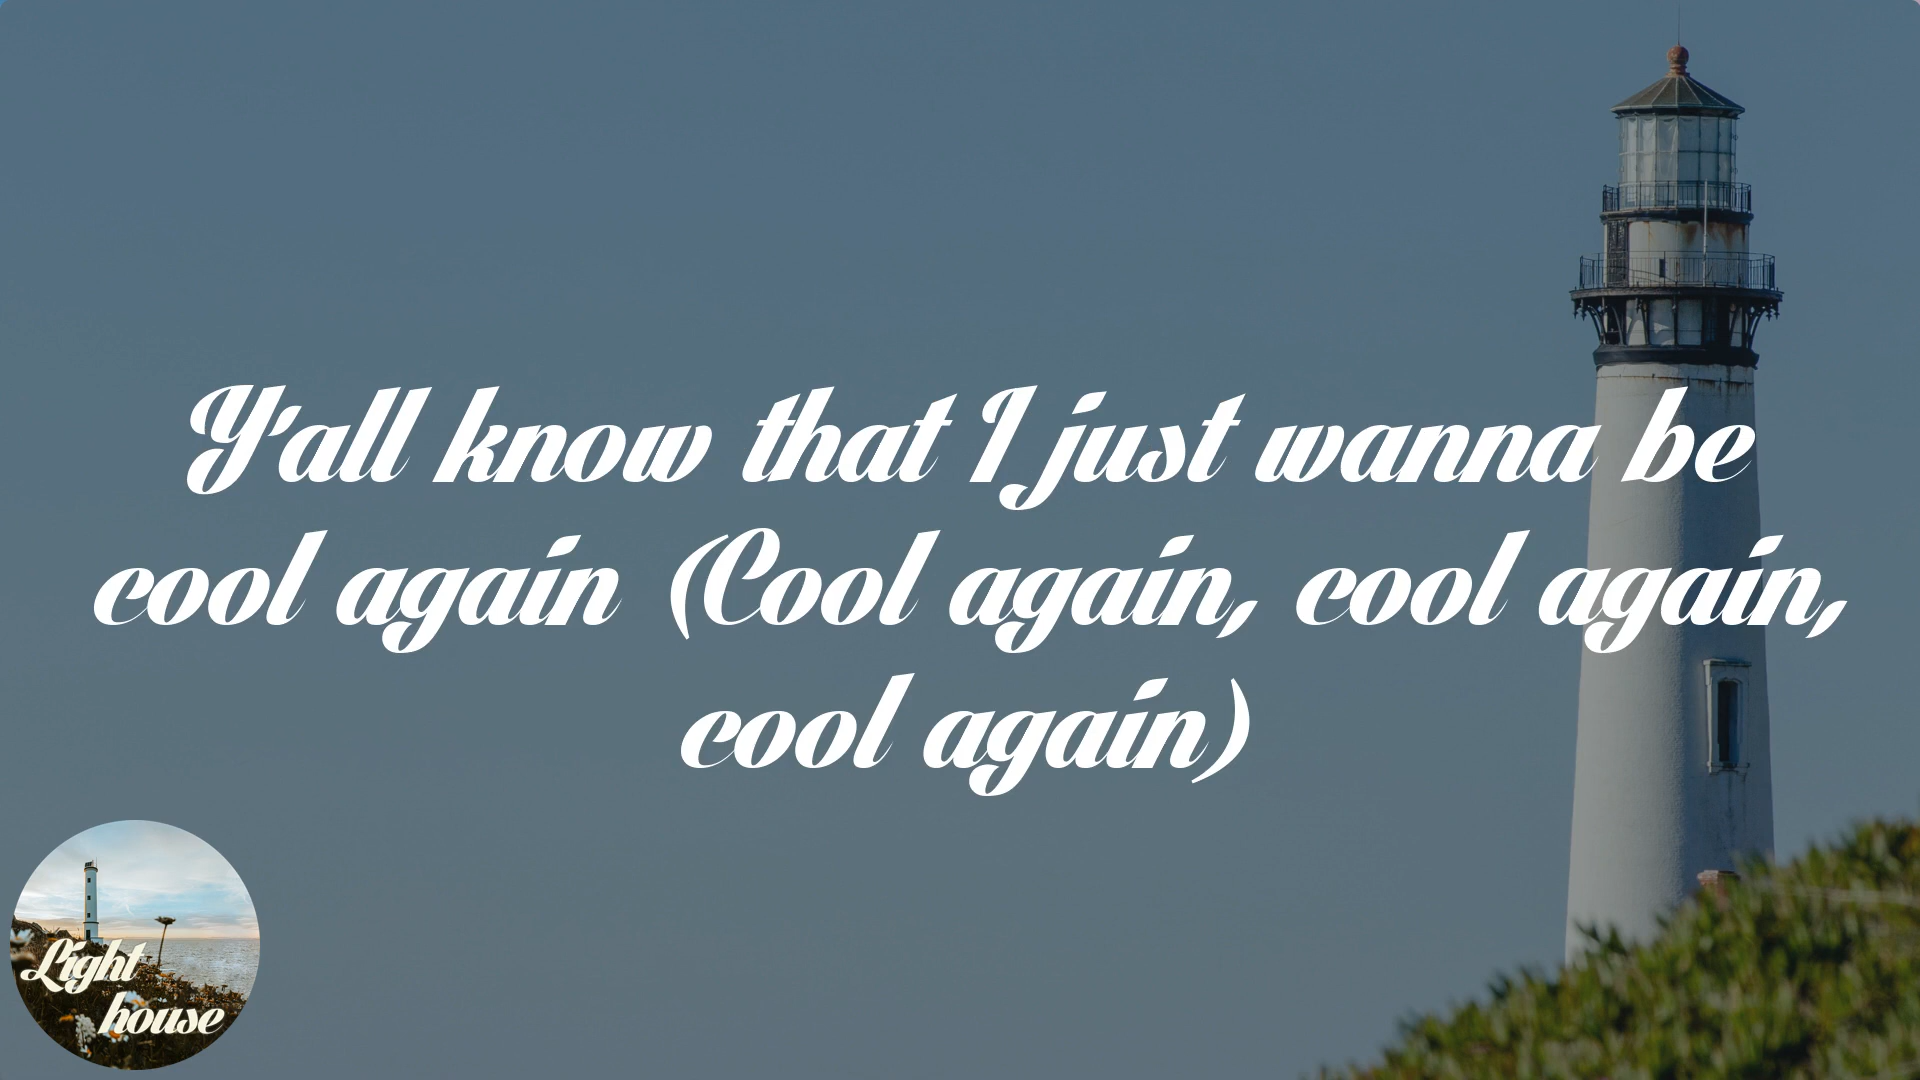 Y'all know that I just wanna be
cool again (Cool again, cool again,
cool again)
Light
house